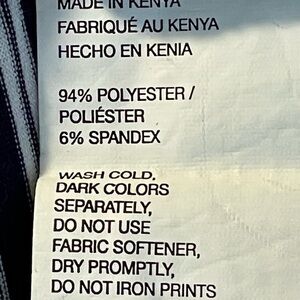 MADE IN KENYA
FABRIQUÉ AU KENYA
HECHO EN KENIA
94% POLYESTER /
POLIÉSTER
6% SPANDEX
WASH COLD,
DARK COLORS
SEPARATELY,
DO NOT USE
FABRIC SOFTENER,
DRY PROMPTLY,
DO NOT IRON PRINTS